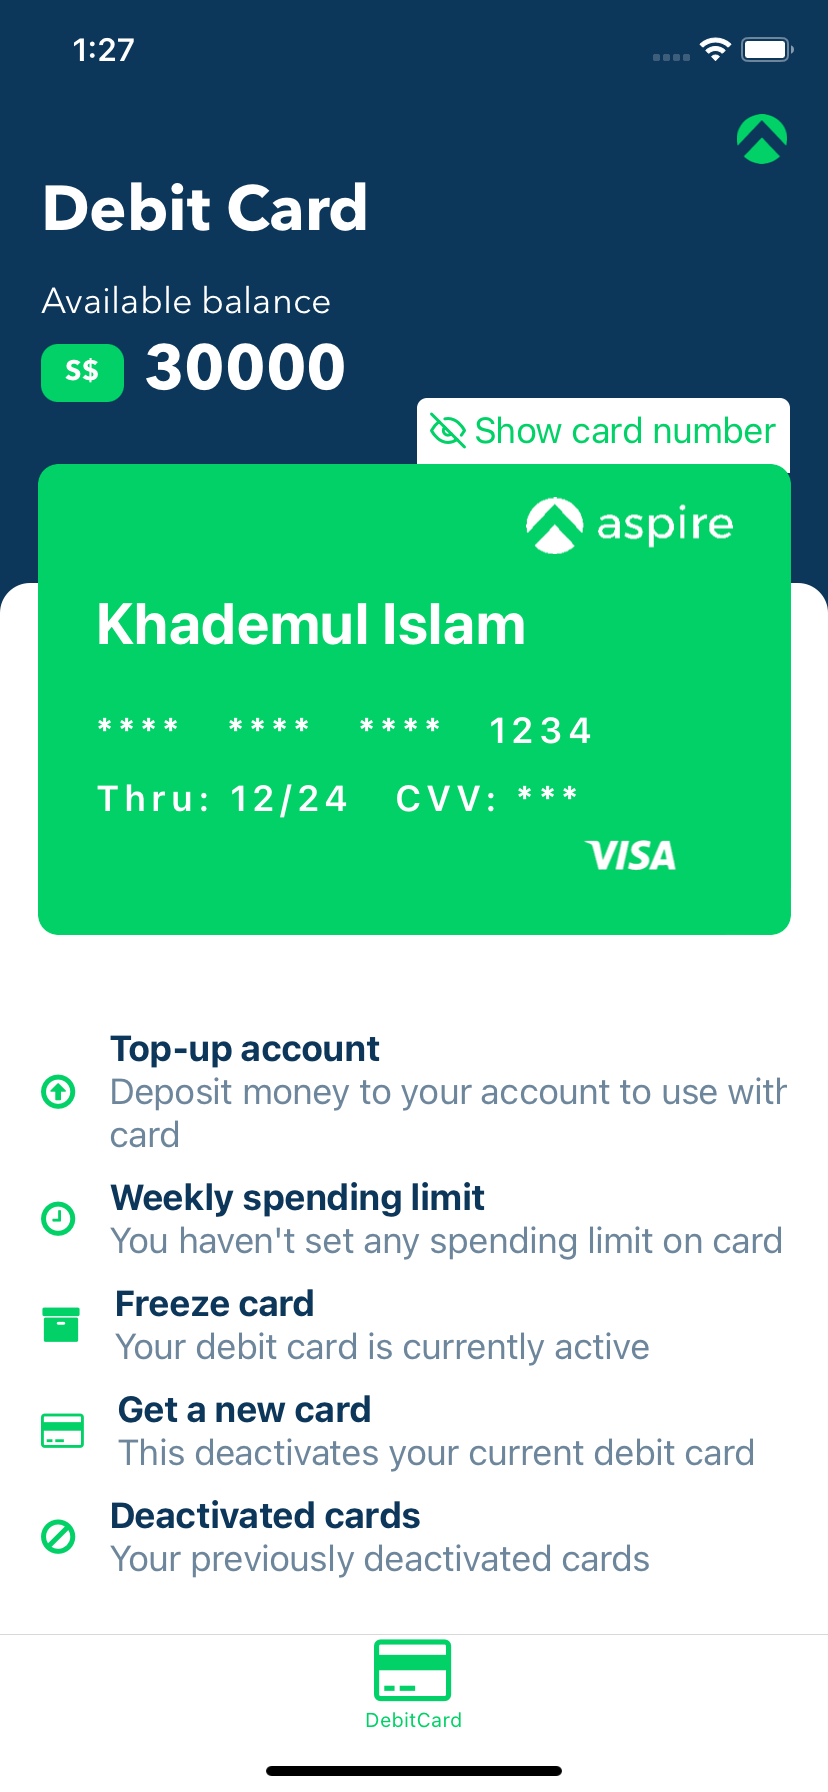 1:27
Debit Card
Available balance
S$ 30000
Show card number
aspire
Khademul Islam
**** **** **** 1234
Thru: 12/24 CVV: ***
VISA
Top-up account
Deposit money to your account to use with
card
Weekly spending limit
You haven't set any spending limit on card
Freeze card
Your debit card is currently active
Get a new card
This deactivates your current debit card
Deactivated cards
Your previously deactivated cards
DebitCard